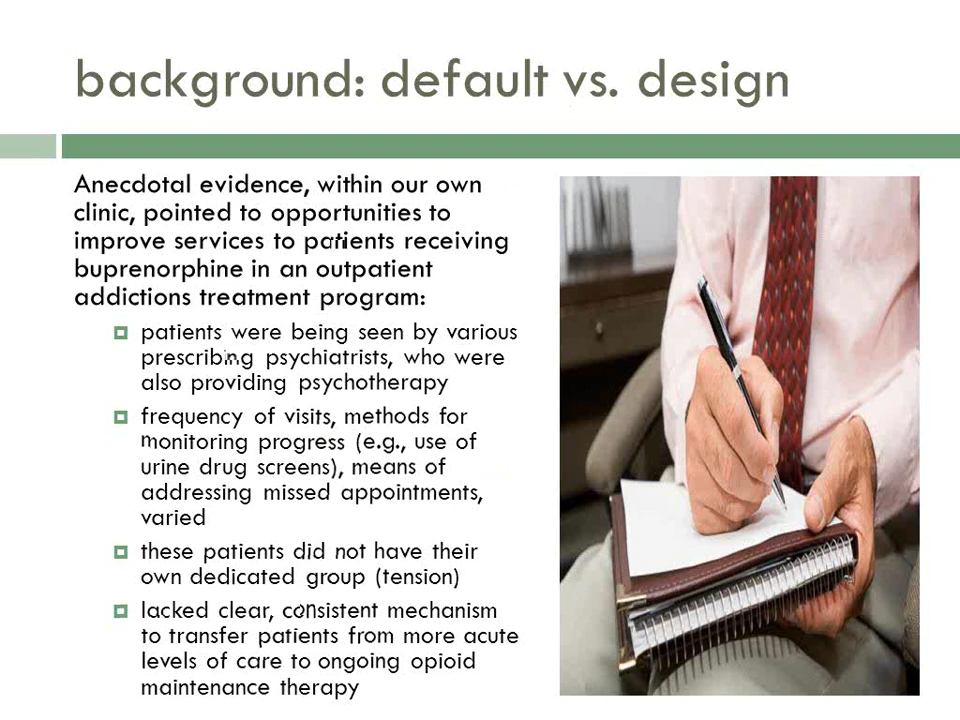 background: default vs. design
Anecdotal evidence, within our own
clinic, pointed to opportunities to
improve services to patients receiving
buprenorphine in an outpatient
addictions treatment program:
patients were being seen by various
prescribing psychiatrists, who were
also providing psychotherapy
frequency of visits, methods for
monitoring progress (e.g., use of
urine drug screens), means of
addressing missed appointments,
varied
these patients did not have their
own dedicated group (tension)
lacked clear, consistent mechanism
to transfer patients from more acute
levels of care to ongoing opioid
maintenance therapy